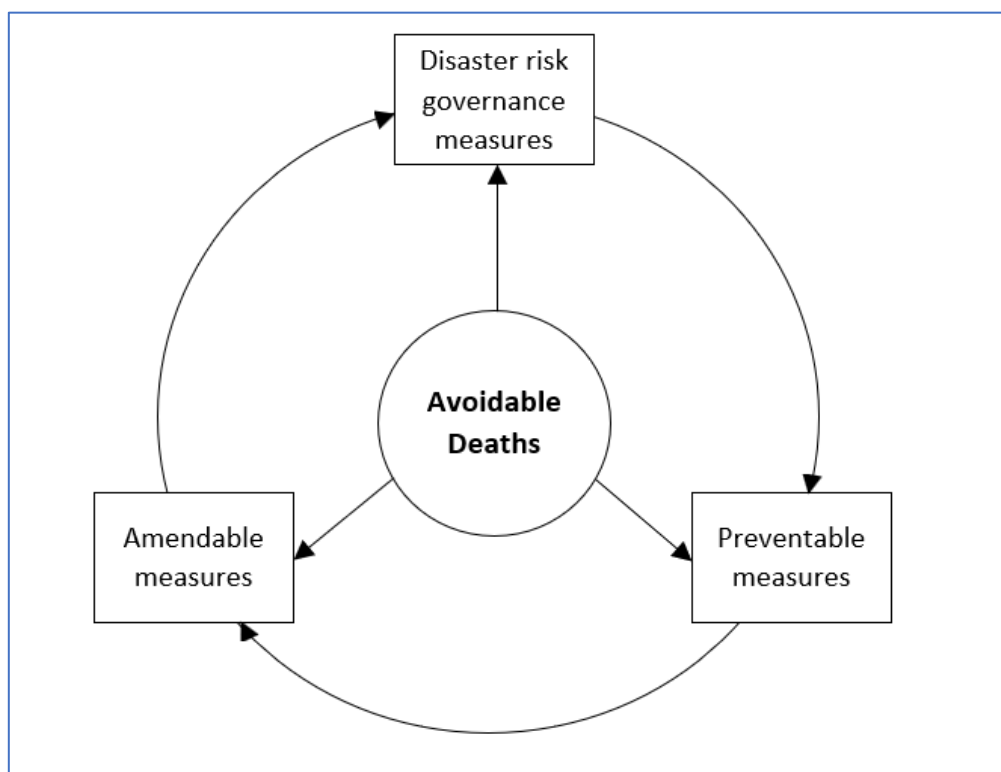 Disaster risk
governance
measures
Avoidable
Deaths
Amendable
measures
Preventable
measures